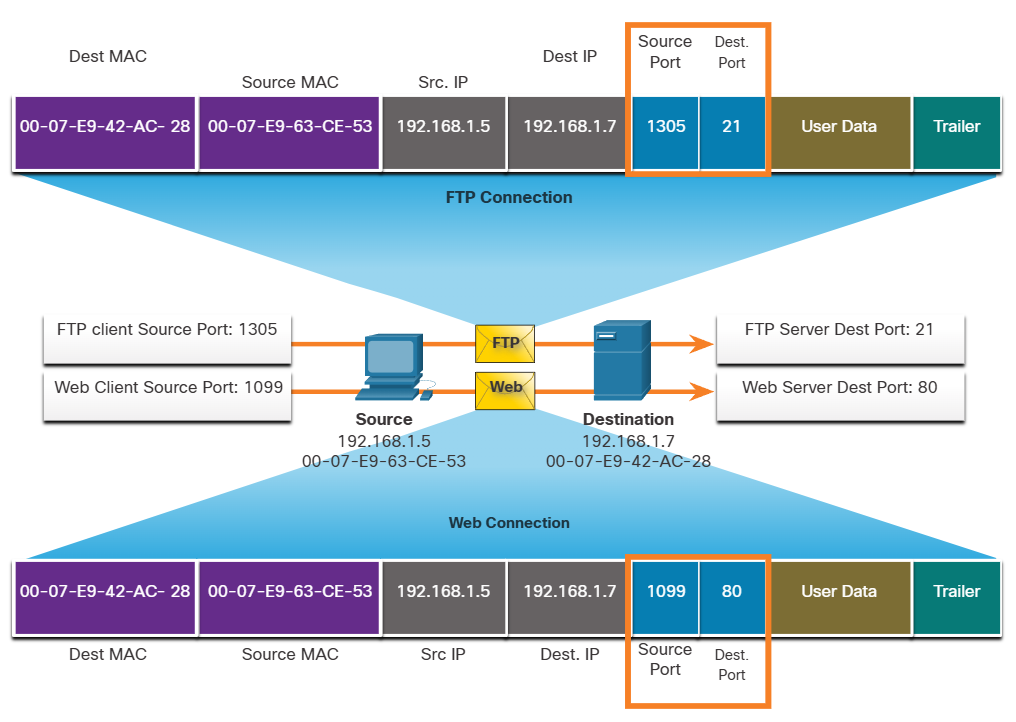 Dest MAC
Source MAC
Src. IP
Dest IP
Source
Port
Dest.
Port
00-07-E9-42-AC- 28
00-07-E9-63-CE-53
192.168.1.5
192.168.1.7
1305
21
User Data
Trailer
FTP Connection
FTP client Source Port: 1305
FTP
FTP Server Dest Port: 21
Web Client Source Port: 1099
Web
Web Server Dest Port: 80
Source
192.168.1.5
00-07-E9-63-CE-53
Destination
192.168.1.7
00-07-E9-42-AC-28
Web Connection
00-07-E9-42-AC- 28
00-07-E9-63-CE-53
192.168.1.5
192.168.1.7
1099
80
User Data
Trailer
Dest MAC
Source MAC
Src IP
Dest. IP
Source
Port
Dest.
Port